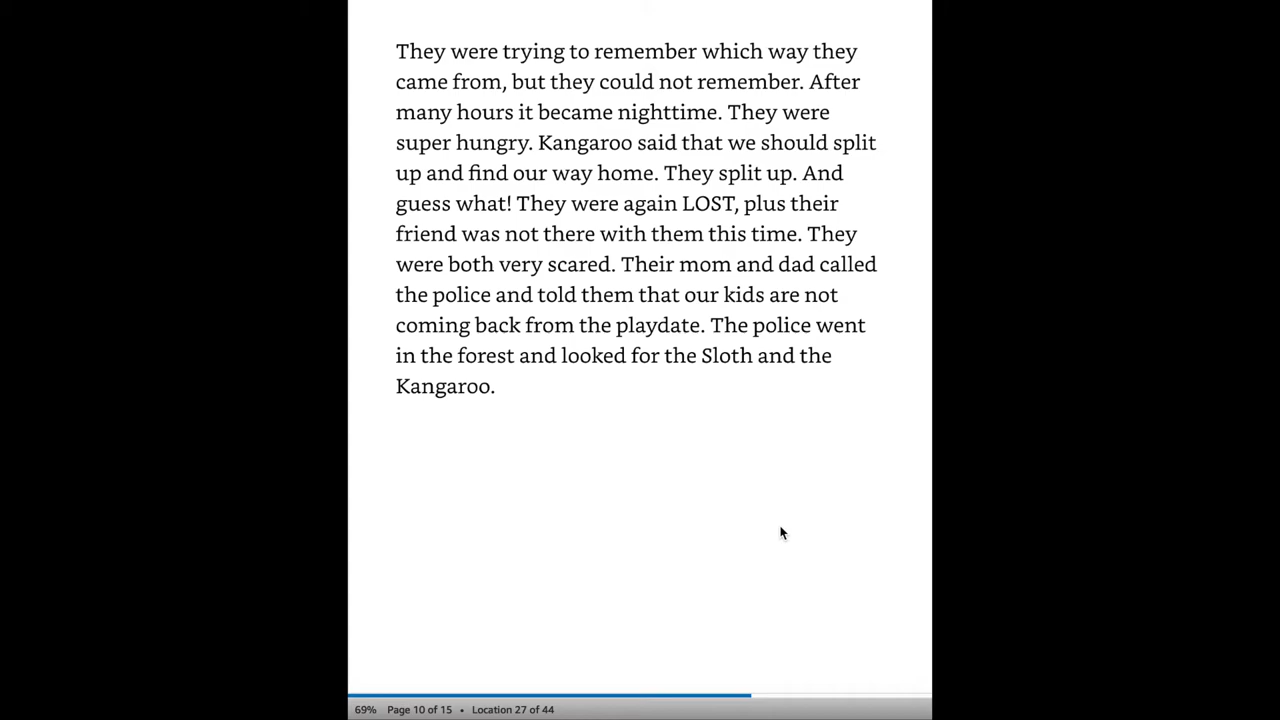 They were trying to remember which way they
came from, but they could not remember. After
many hours it became nighttime. They were
super hungry. Kangaroo said that we should split
up and find our way home. They split up. And
guess what! They were again LOST, plus their
friend was not there with them this time. They
were both very scared. Their mom and dad called
the police and told them that our kids are not
coming back from the playdate. The police went
in the forest and looked for the Sloth and the
Kangaroo.
69% Page 10 of 15 • Location 27 of 44